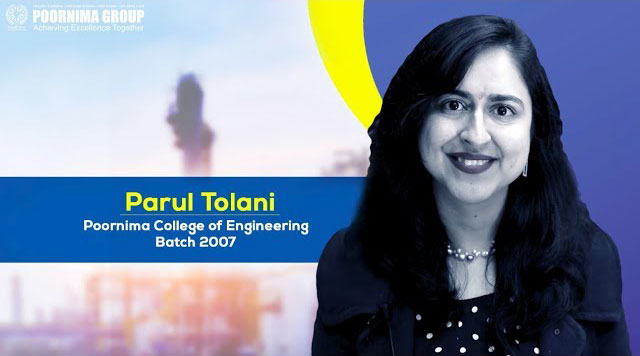 POORNIMA GROUP
Achieving Excellence Together
Parul Tolani
Poornima College of Engineering
Batch 2007